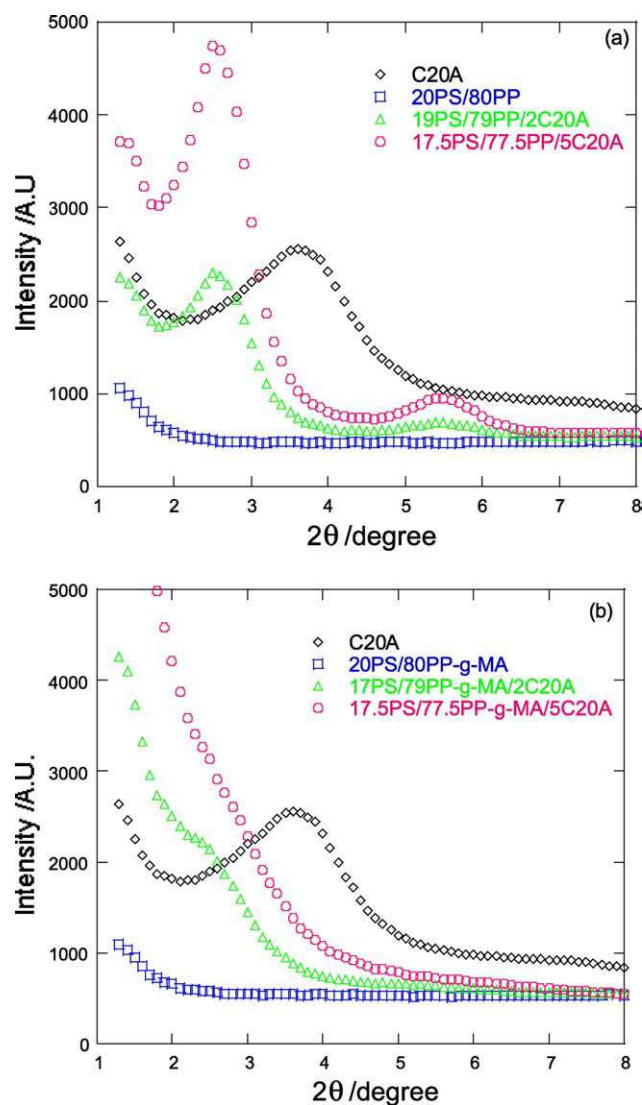 (a)
5000
4000
3000
2000
1000
0
Intensity /A.U
C20A
20PS/80PP
19PS/79PP/2C20A
17.5PS/77.5PP/5C20A
1 2 3 4 5 6 7 8
2θ /degree
(b)
5000
4000
3000
2000
1000
0
Intensity /A.U.
C20A
20PS/80PP-g-MA
17PS/79PP-g-MA/2C20A
17.5PS/77.5PP-g-MA/5C20A
1 2 3 4 5 6 7 8
2θ /degree